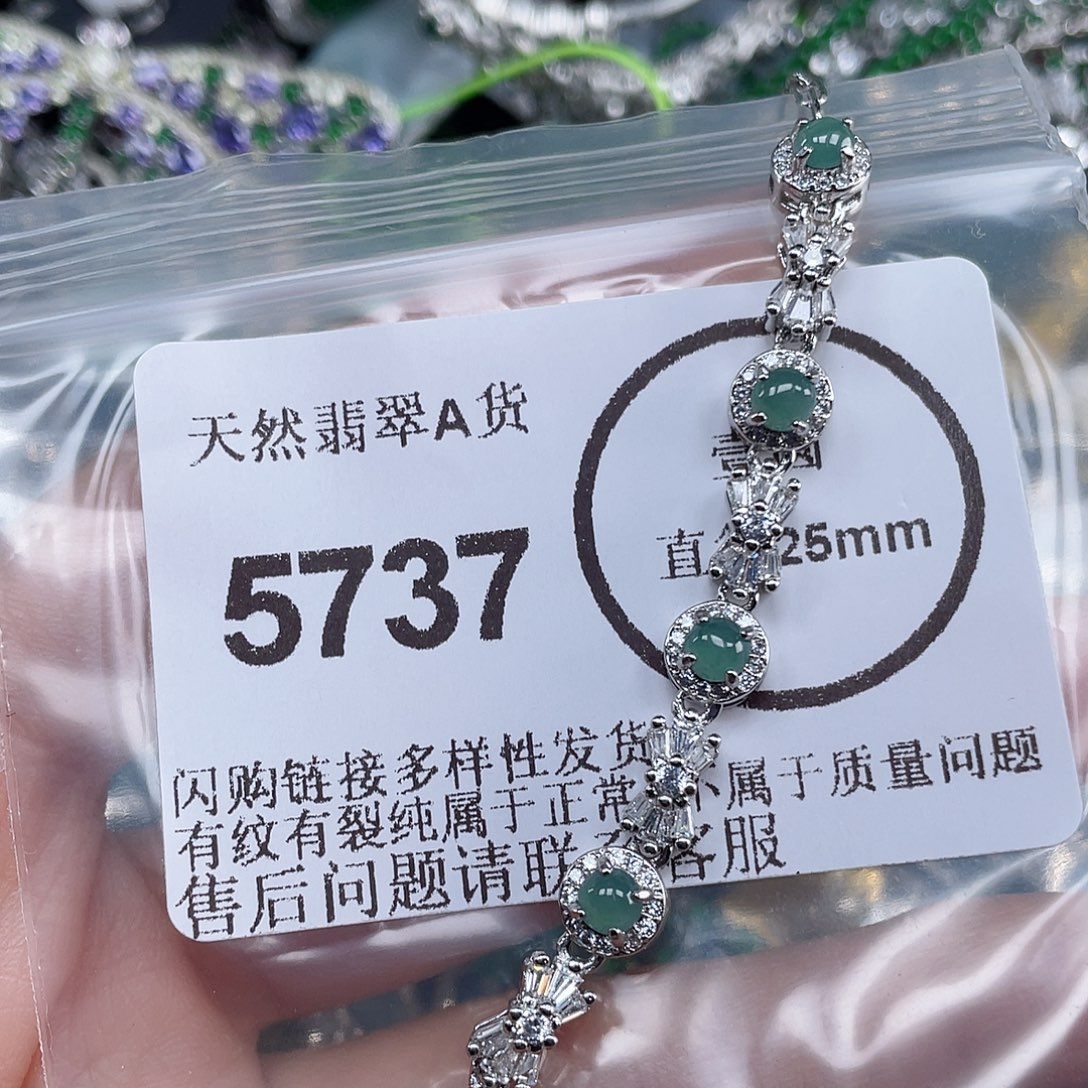 天然翡翠A货
5737
壹
直 25mm
闪购链接多样性发货
有纹有裂纯属于正常 不属于质量问题
售后问题请联 客服